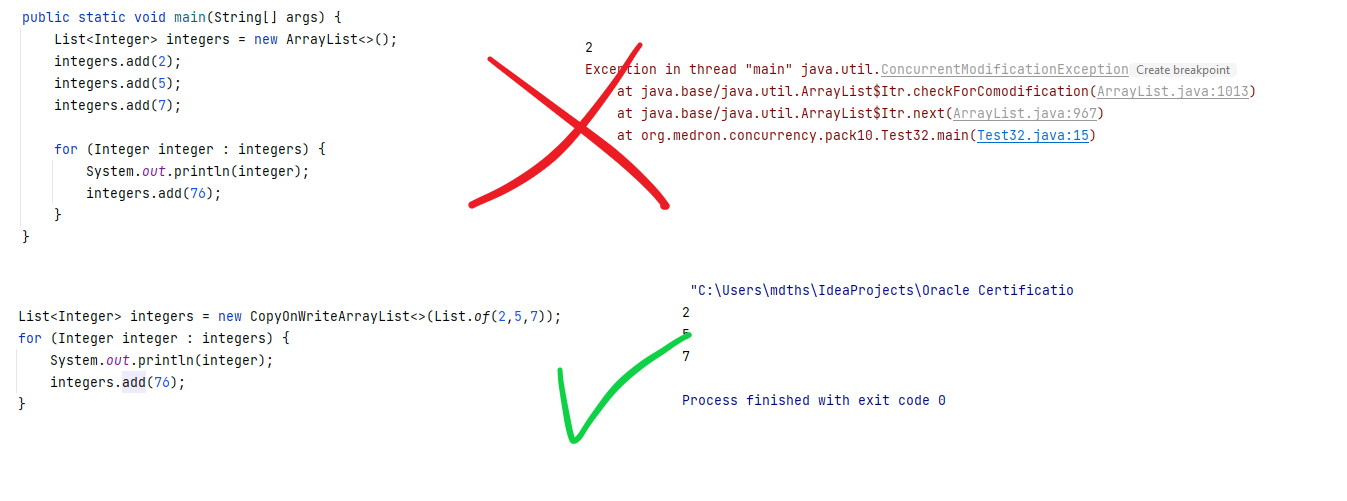 public static void main(String[] args) {
List<Integer> integers = new ArrayList<>();
integers.add(2);
integers.add(5);
integers.add(7);
for (Integer integer : integers) {
System.out.println(integer);
integers.add(76);
}
}
2
Exception in thread "main" java.util.ConcurrentModificationException Create breakpoint
at java.base/java.util.ArrayList$Itr.checkForComodification(ArrayList.java:1013)
at java.base/java.util.ArrayList$Itr.next(ArrayList.java:967)
at org.medron.concurrency.pack10.Test32.main(Test32.java:15)
List<Integer> integers = new CopyOnWriteArrayList<>(List.of(2,5,7));
for (Integer integer : integers) {
System.out.println(integer);
integers.add(76);
}
"C:\Users\mdths\IdeaProjects\Oracle Certificatio
2
5
7
Process finished with exit code 0